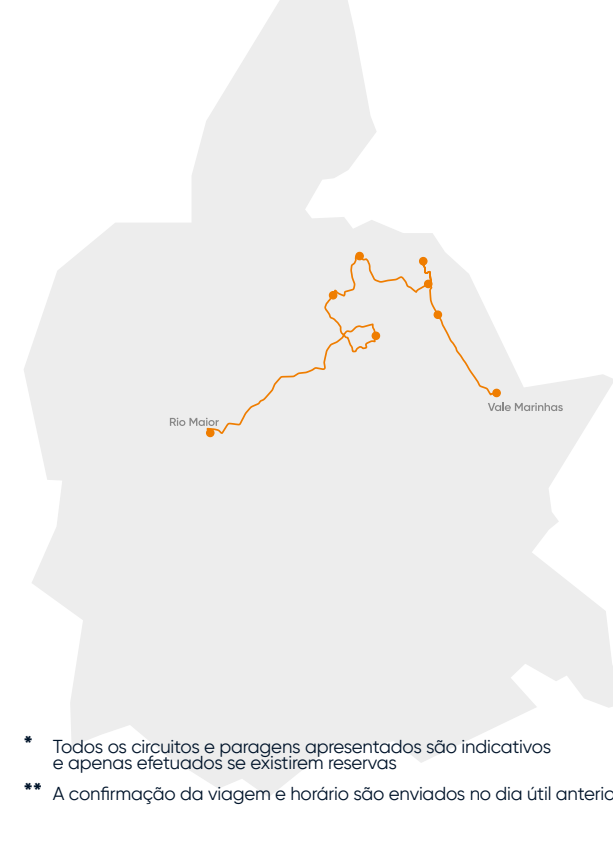 Rio Maior
Vale Marinhas
* Todos os circuitos e paragens apresentados são indicativos
e apenas efetuados se existirem reservas
** A confirmação da viagem e horário são enviados no dia útil anterio